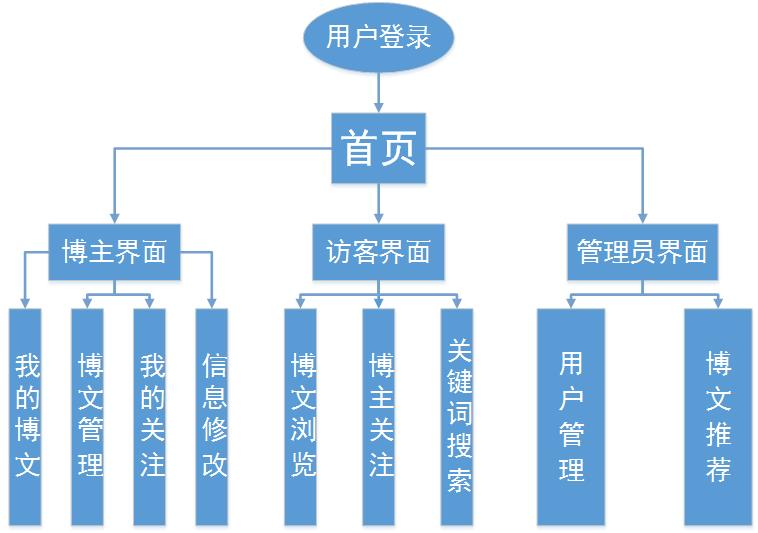 用户登录
首页
博主界面
访客界面
管理员界面
我的博文
博文管理
我的关注
信息修改
博文浏览
博主关注
关键词搜索
用户管理
博文推荐